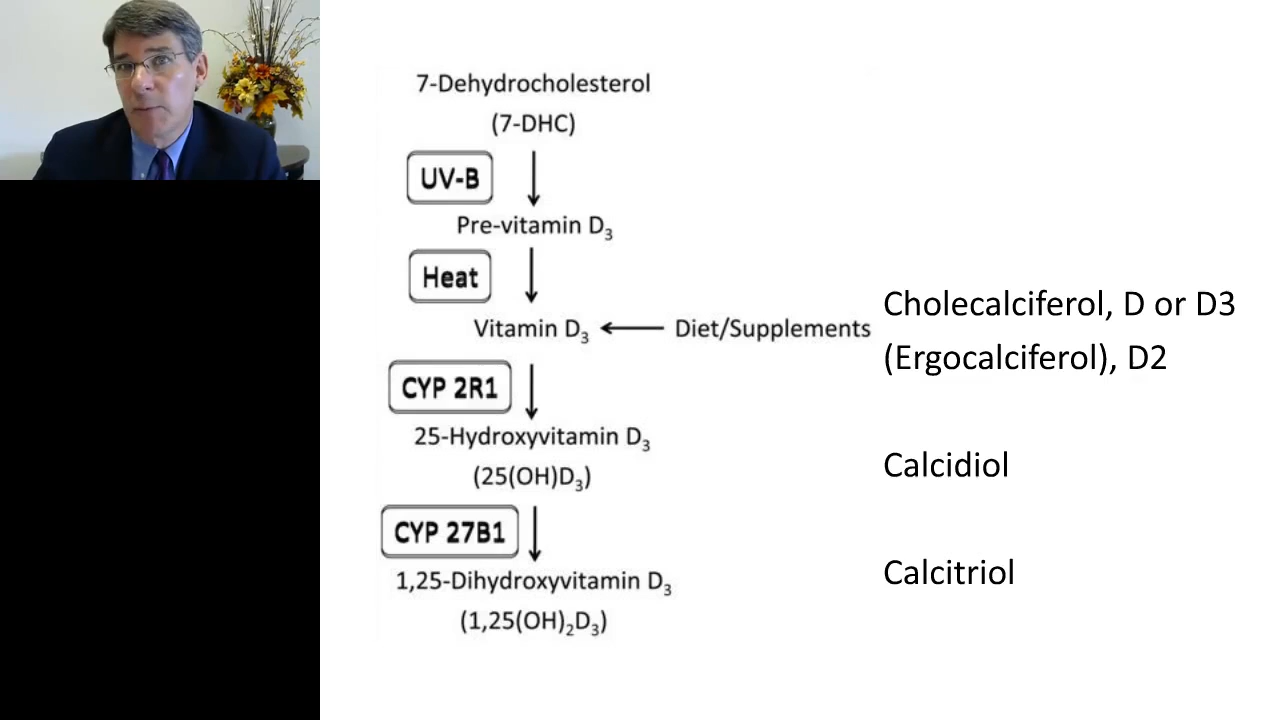 7-Dehydrocholesterol
(7-DHC)
UV-B
Pre-vitamin D₃
Heat
Vitamin D₃ ← Diet/Supplements
Cholecalciferol, D or D3
(Ergocalciferol), D2
CYP 2R1
25-Hydroxyvitamin D₃
(25(OH)D₃)
Calcidiol
CYP 27B1
1,25-Dihydroxyvitamin D₃
(1,25(OH)₂D₃)
Calcitriol